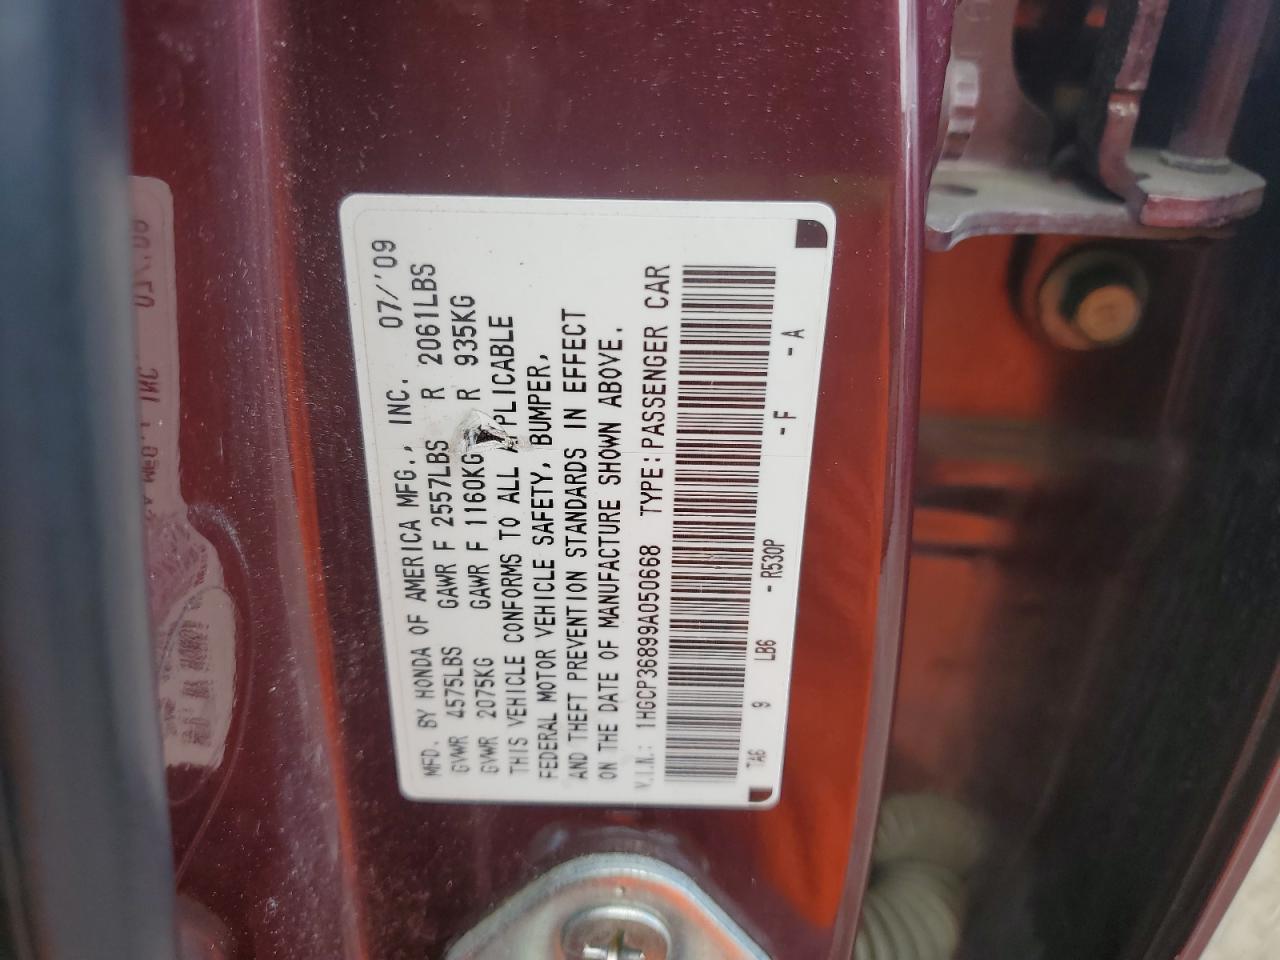 MFD. BY HONDA OF AMERICA MFG., INC. 07/'09
GVWR 4575LBS GAWR F 2557LBS R 2061LBS
GVWR 2075KG GAWR F 1160KG R 935KG
THIS VEHICLE CONFORMS TO ALL APPLICABLE
FEDERAL MOTOR VEHICLE SAFETY, BUMPER,
AND THEFT PREVENTION STANDARDS IN EFFECT
ON THE DATE OF MANUFACTURE SHOWN ABOVE.
V.I.N.: 1HGCP36899A050668 TYPE:PASSENGER CAR
TA6 9 LB6 - R530P - F - A